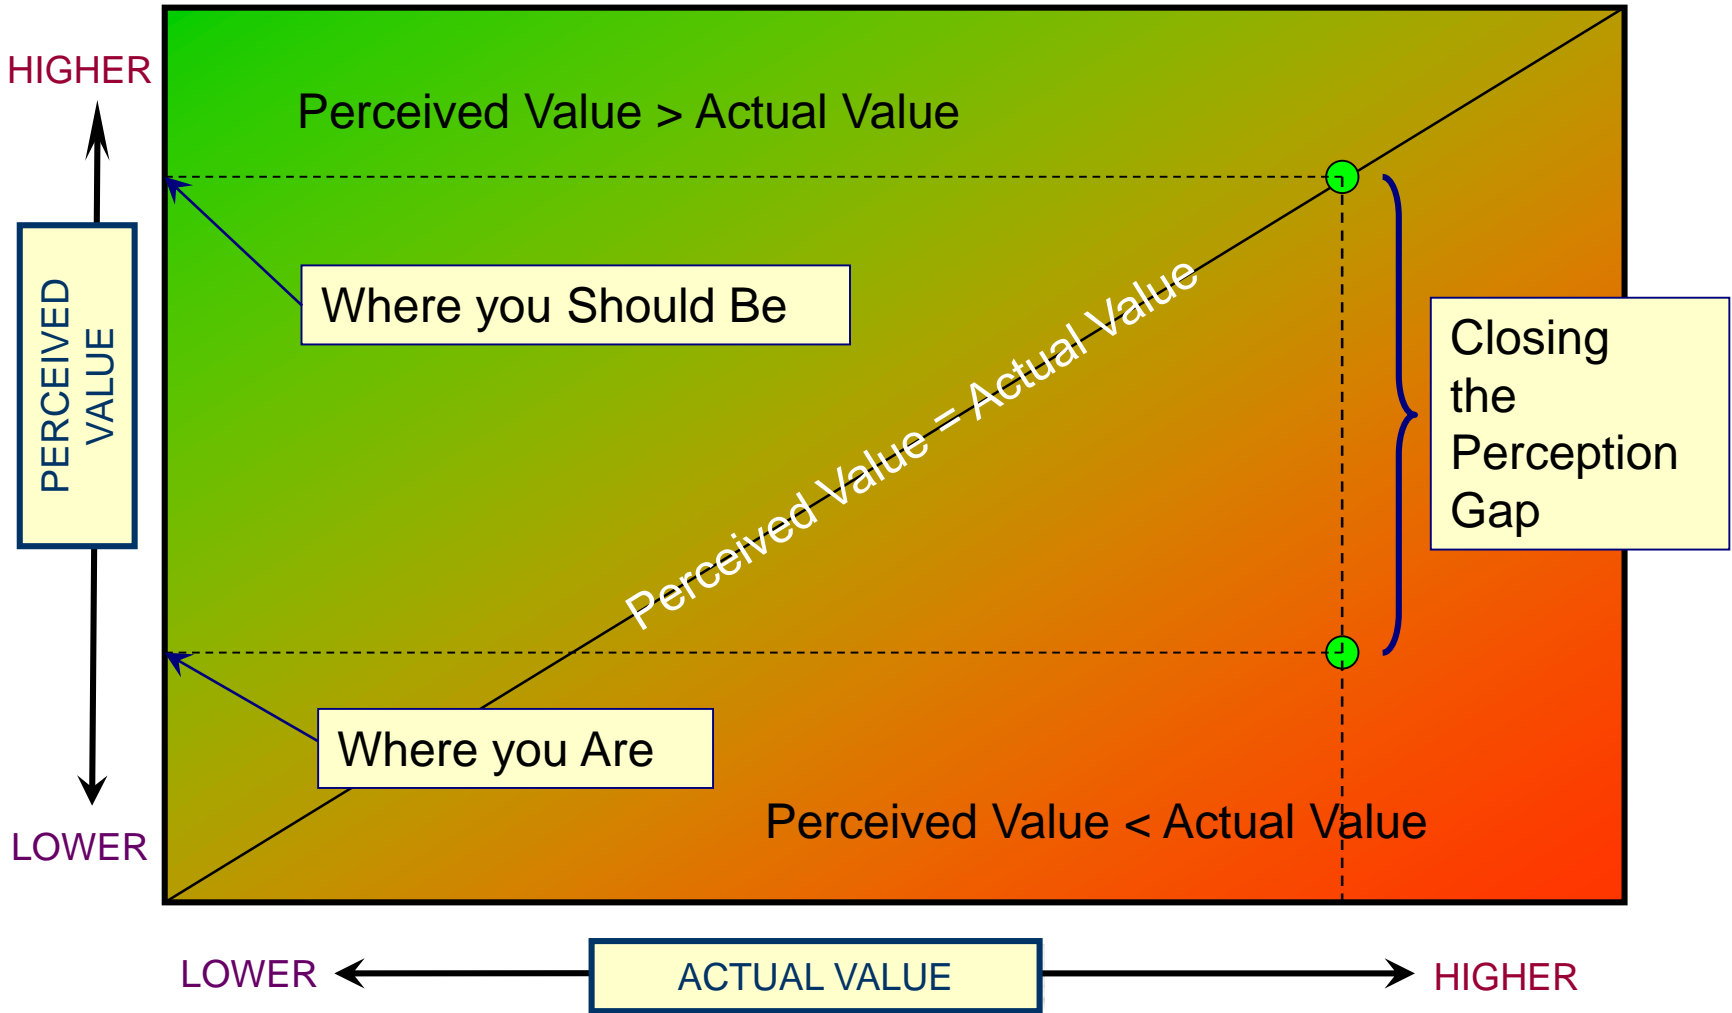 HIGHER
Perceived Value > Actual Value
Where you Should Be
PERCEIVED
VALUE
Perceived Value = Actual Value
Closing
the
Perception
Gap
Where you Are
Perceived Value < Actual Value
LOWER
LOWER
ACTUAL VALUE
HIGHER